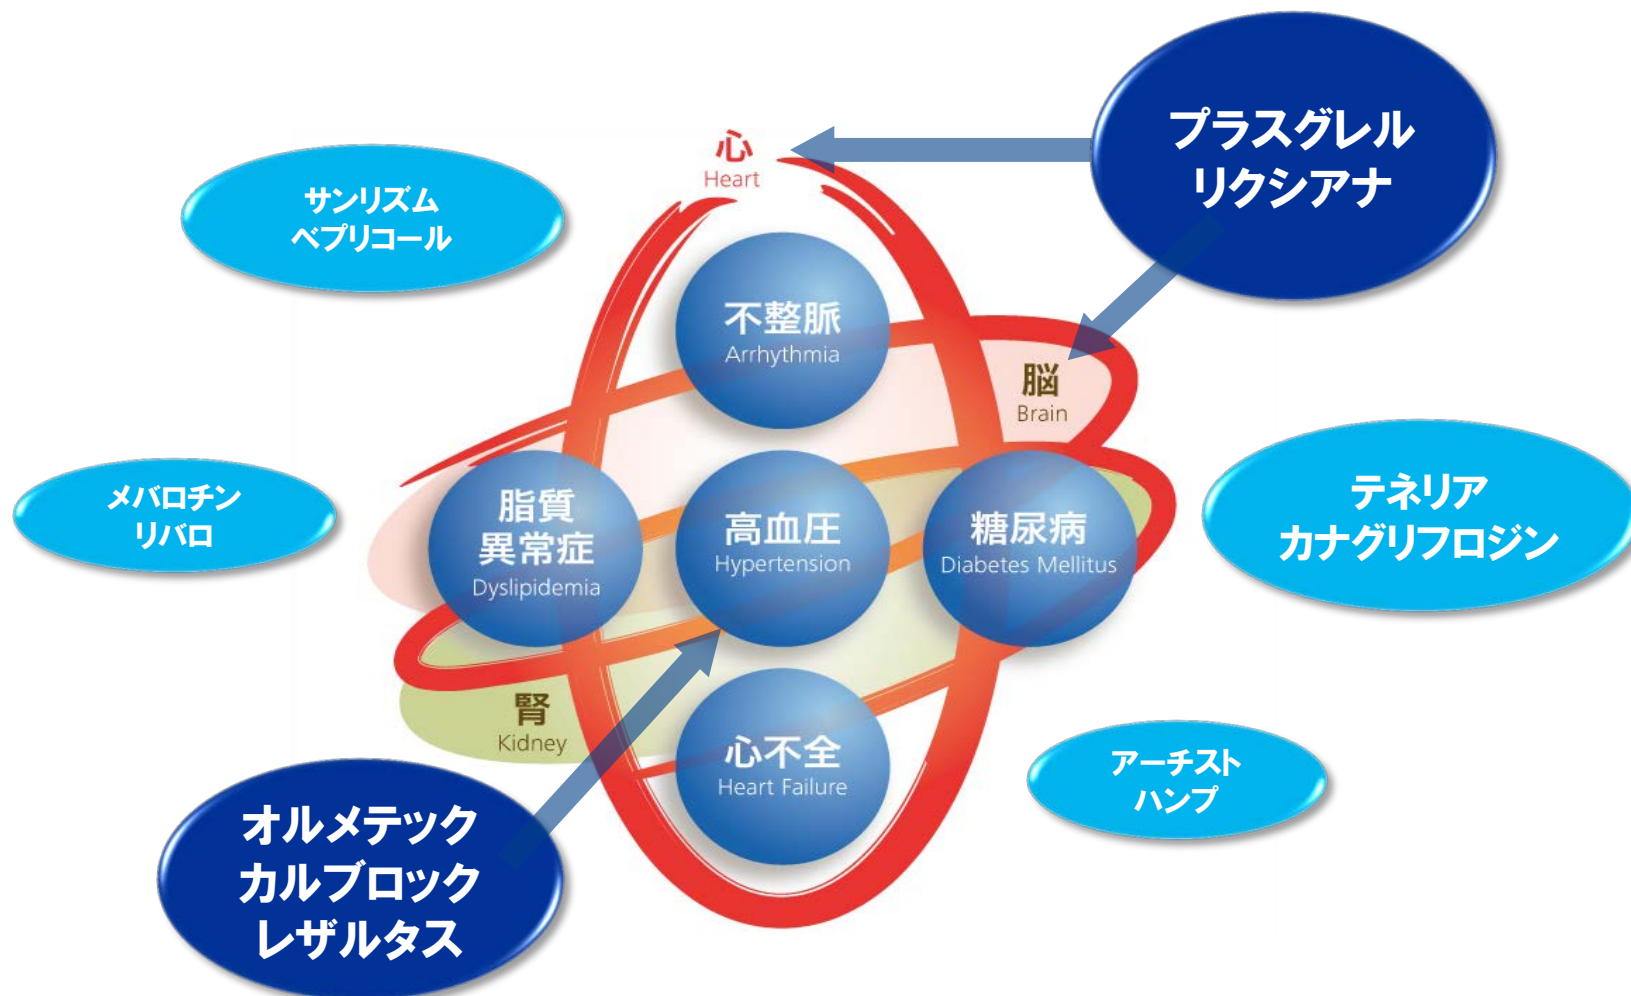 プラスグレル
リクシアナ
心
Heart
サンリズム
ベプリコール
不整脈
Arrhythmia
脳
Brain
メバロチン
リバロ
脂質
異常症
Dyslipidemia
高血圧
Hypertension
糖尿病
Diabetes Mellitus
テネリア
カナグリフロジン
腎
Kidney
心不全
Heart Failure
アーチスト
ハンプ
オルメテック
カルブロック
レザルタス